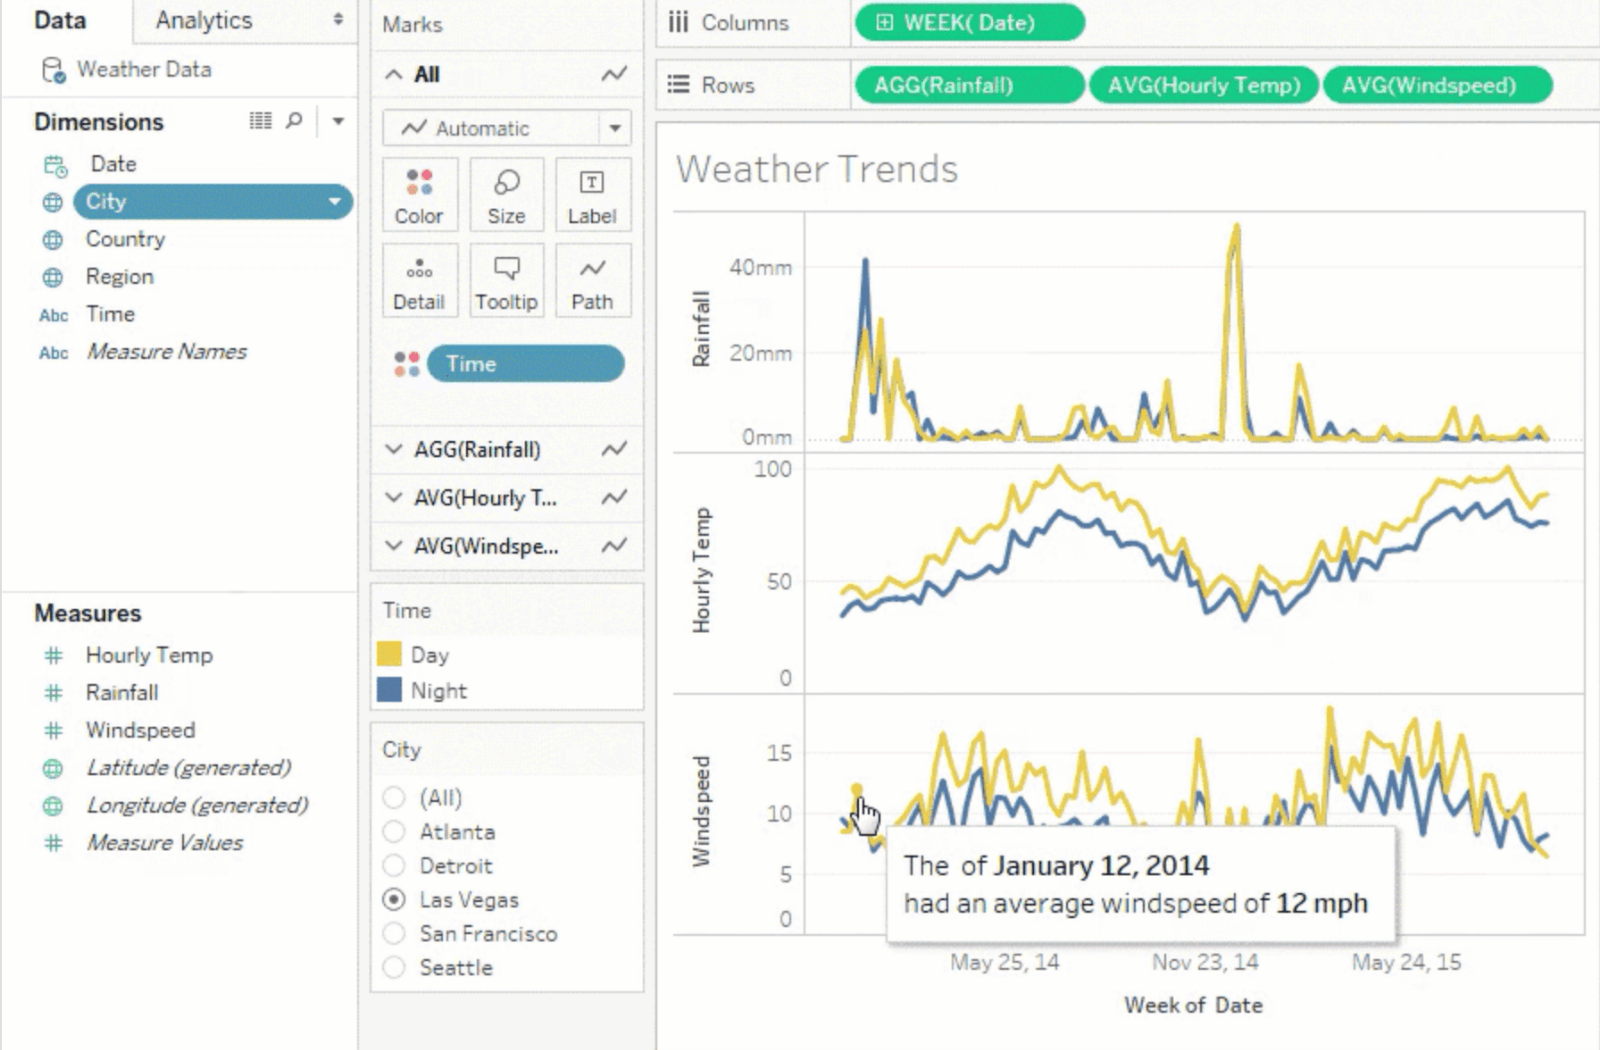 Data
Analytics
Weather Data
Dimensions
Date
City
Country
Region
Abc Time
Abc Measure Names
Measures
Hourly Temp
Rainfall
Windspeed
Latitude (generated)
Longitude (generated)
Measure Values
Marks
All
Automatic
Color Size Label
Detail Tooltip Path
Time
AGG(Rainfall)
AVG(Hourly T...
AVG(Windspe...
Time
Day
Night
City
(All)
Atlanta
Detroit
Las Vegas
San Francisco
Seattle
Columns WEEK( Date)
Rows AGG(Rainfall) AVG(Hourly Temp) AVG(Windspeed)
Weather Trends
Rainfall
40mm
20mm
0mm
Hourly Temp
100
50
0
Windspeed
15
10
5
0
The of January 12, 2014
had an average windspeed of 12 mph
May 25, 14 Nov 23, 14 May 24, 15
Week of Date